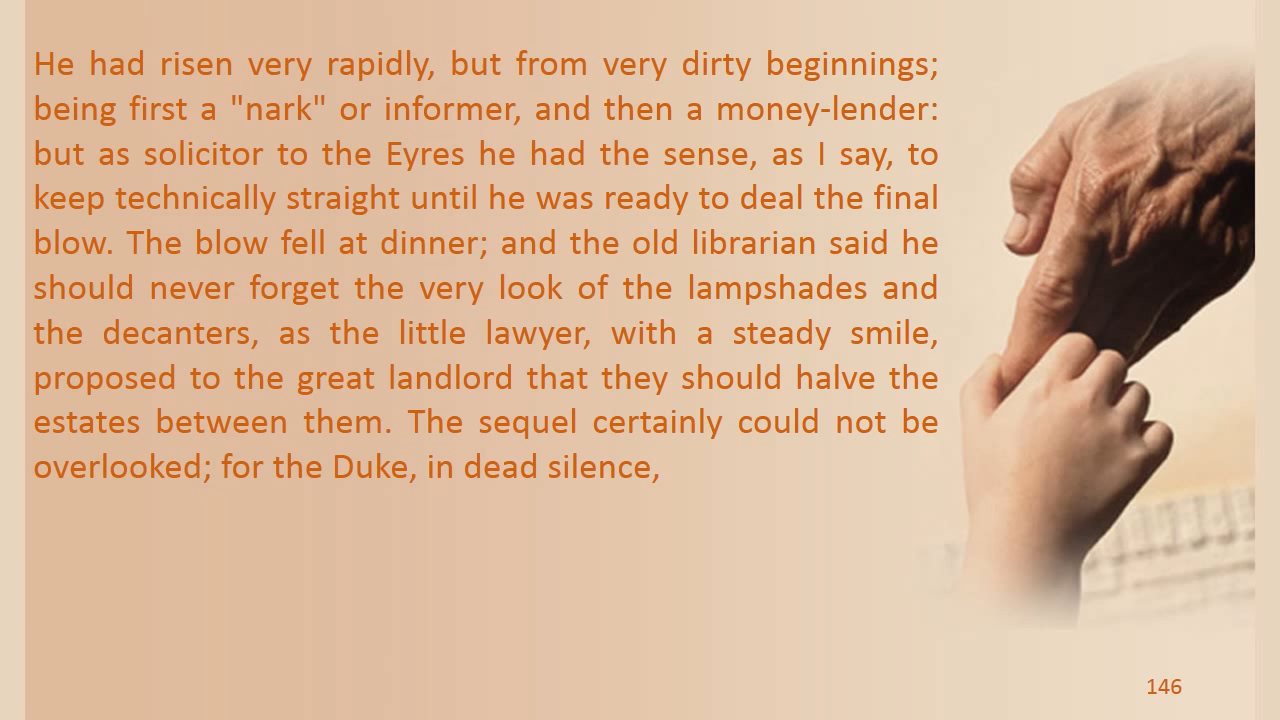 He had risen very rapidly, but from very dirty beginnings;
being first a "nark" or informer, and then a money-lender:
but as solicitor to the Eyres he had the sense, as I say, to
keep technically straight until he was ready to deal the final
blow. The blow fell at dinner; and the old librarian said he
should never forget the very look of the lampshades and
the decanters, as the little lawyer, with a steady smile,
proposed to the great landlord that they should halve the
estates between them. The sequel certainly could not be
overlooked; for the Duke, in dead silence,
146